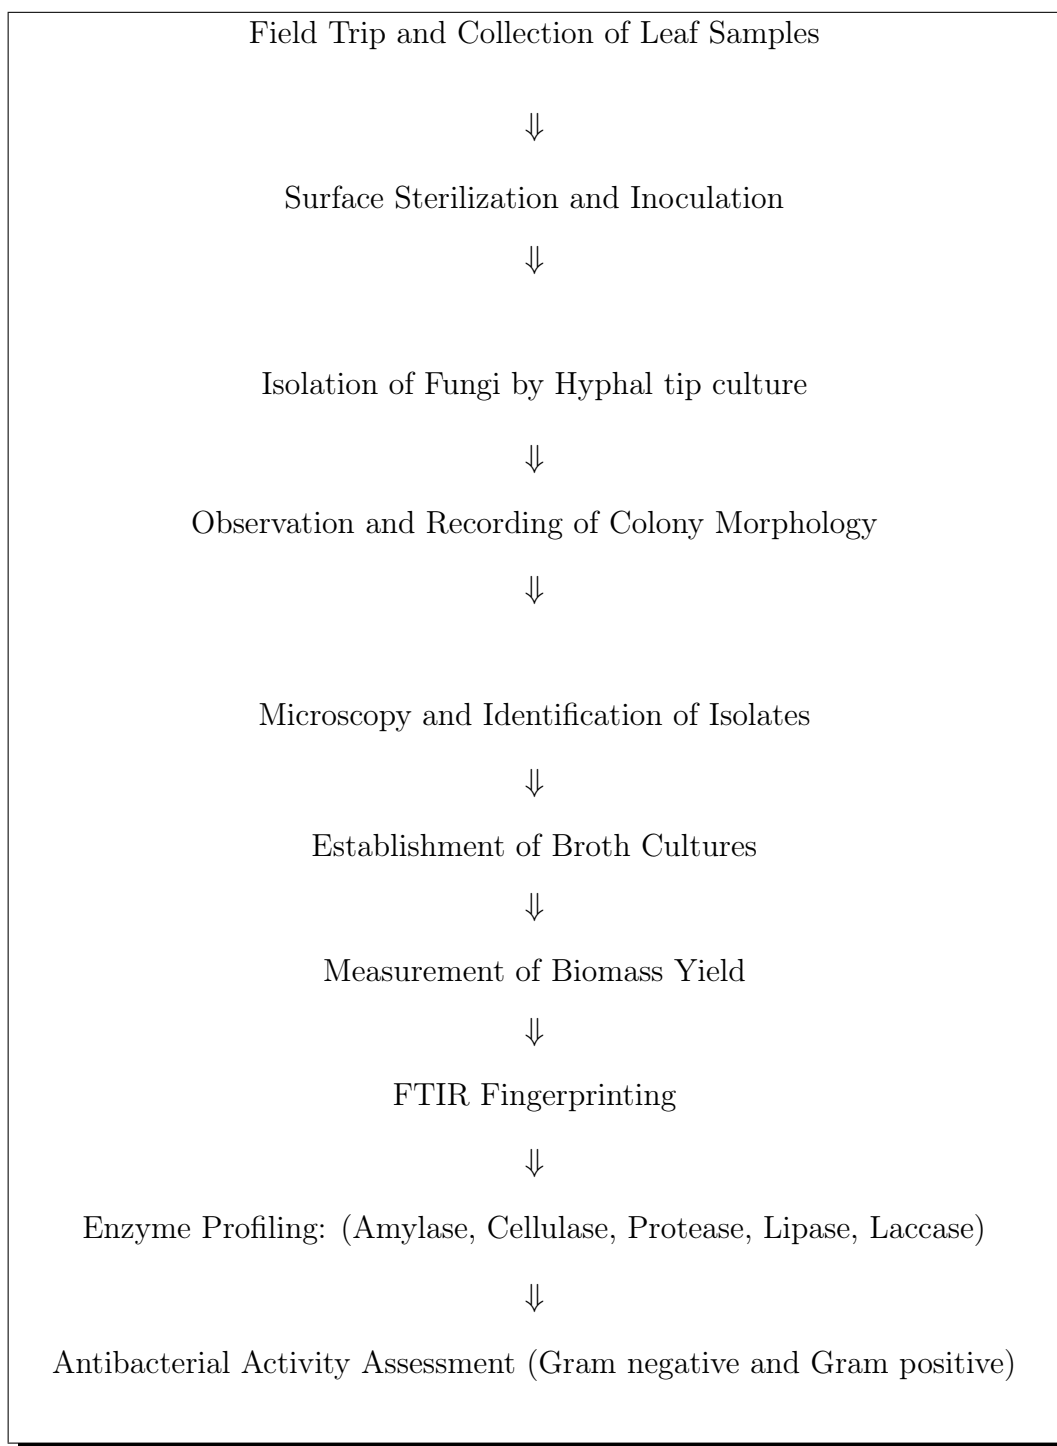 Field Trip and Collection of Leaf Samples
⇓
Surface Sterilization and Inoculation
⇓
Isolation of Fungi by Hyphal tip culture
⇓
Observation and Recording of Colony Morphology
⇓
Microscopy and Identification of Isolates
⇓
Establishment of Broth Cultures
⇓
Measurement of Biomass Yield
⇓
FTIR Fingerprinting
⇓
Enzyme Profiling: (Amylase, Cellulase, Protease, Lipase, Laccase)
⇓
Antibacterial Activity Assessment (Gram negative and Gram positive)